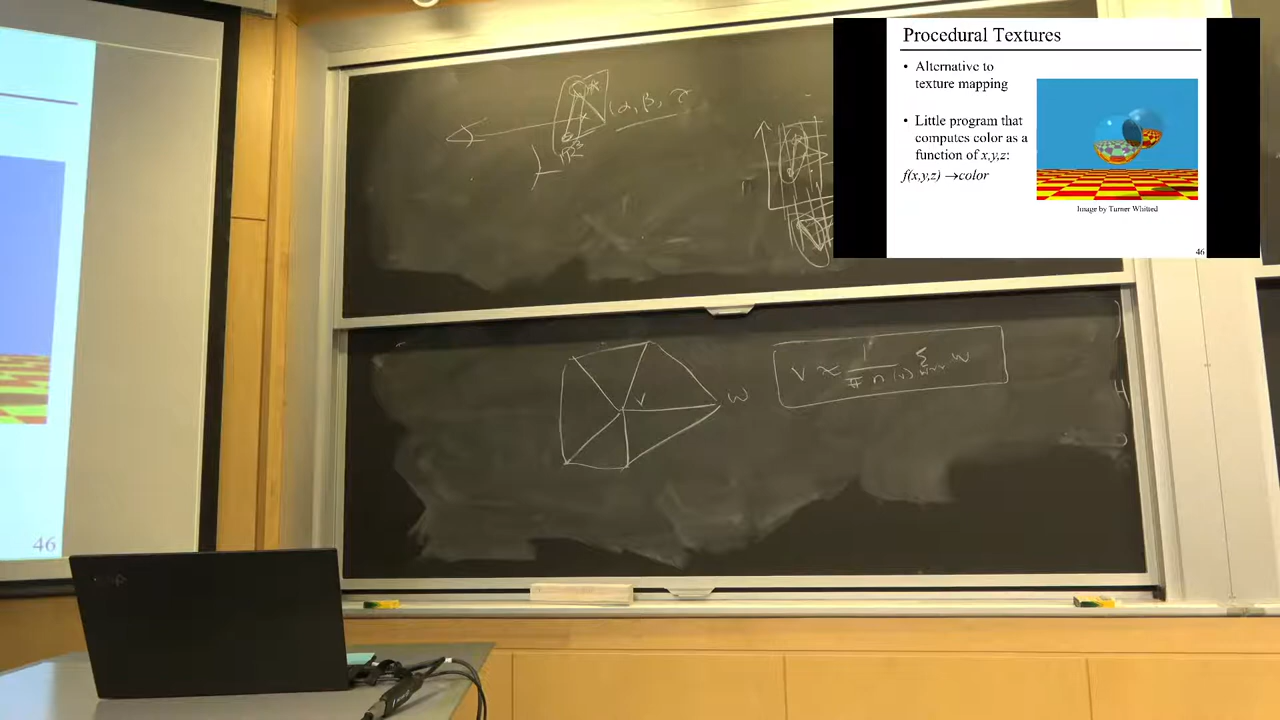 Procedural Textures
• Alternative to
texture mapping
• Little program that
computes color as a
function of x,y,z:
f(x,y,z) →color
Image by Turner Whitted
46
(α, β, γ
V
W
46